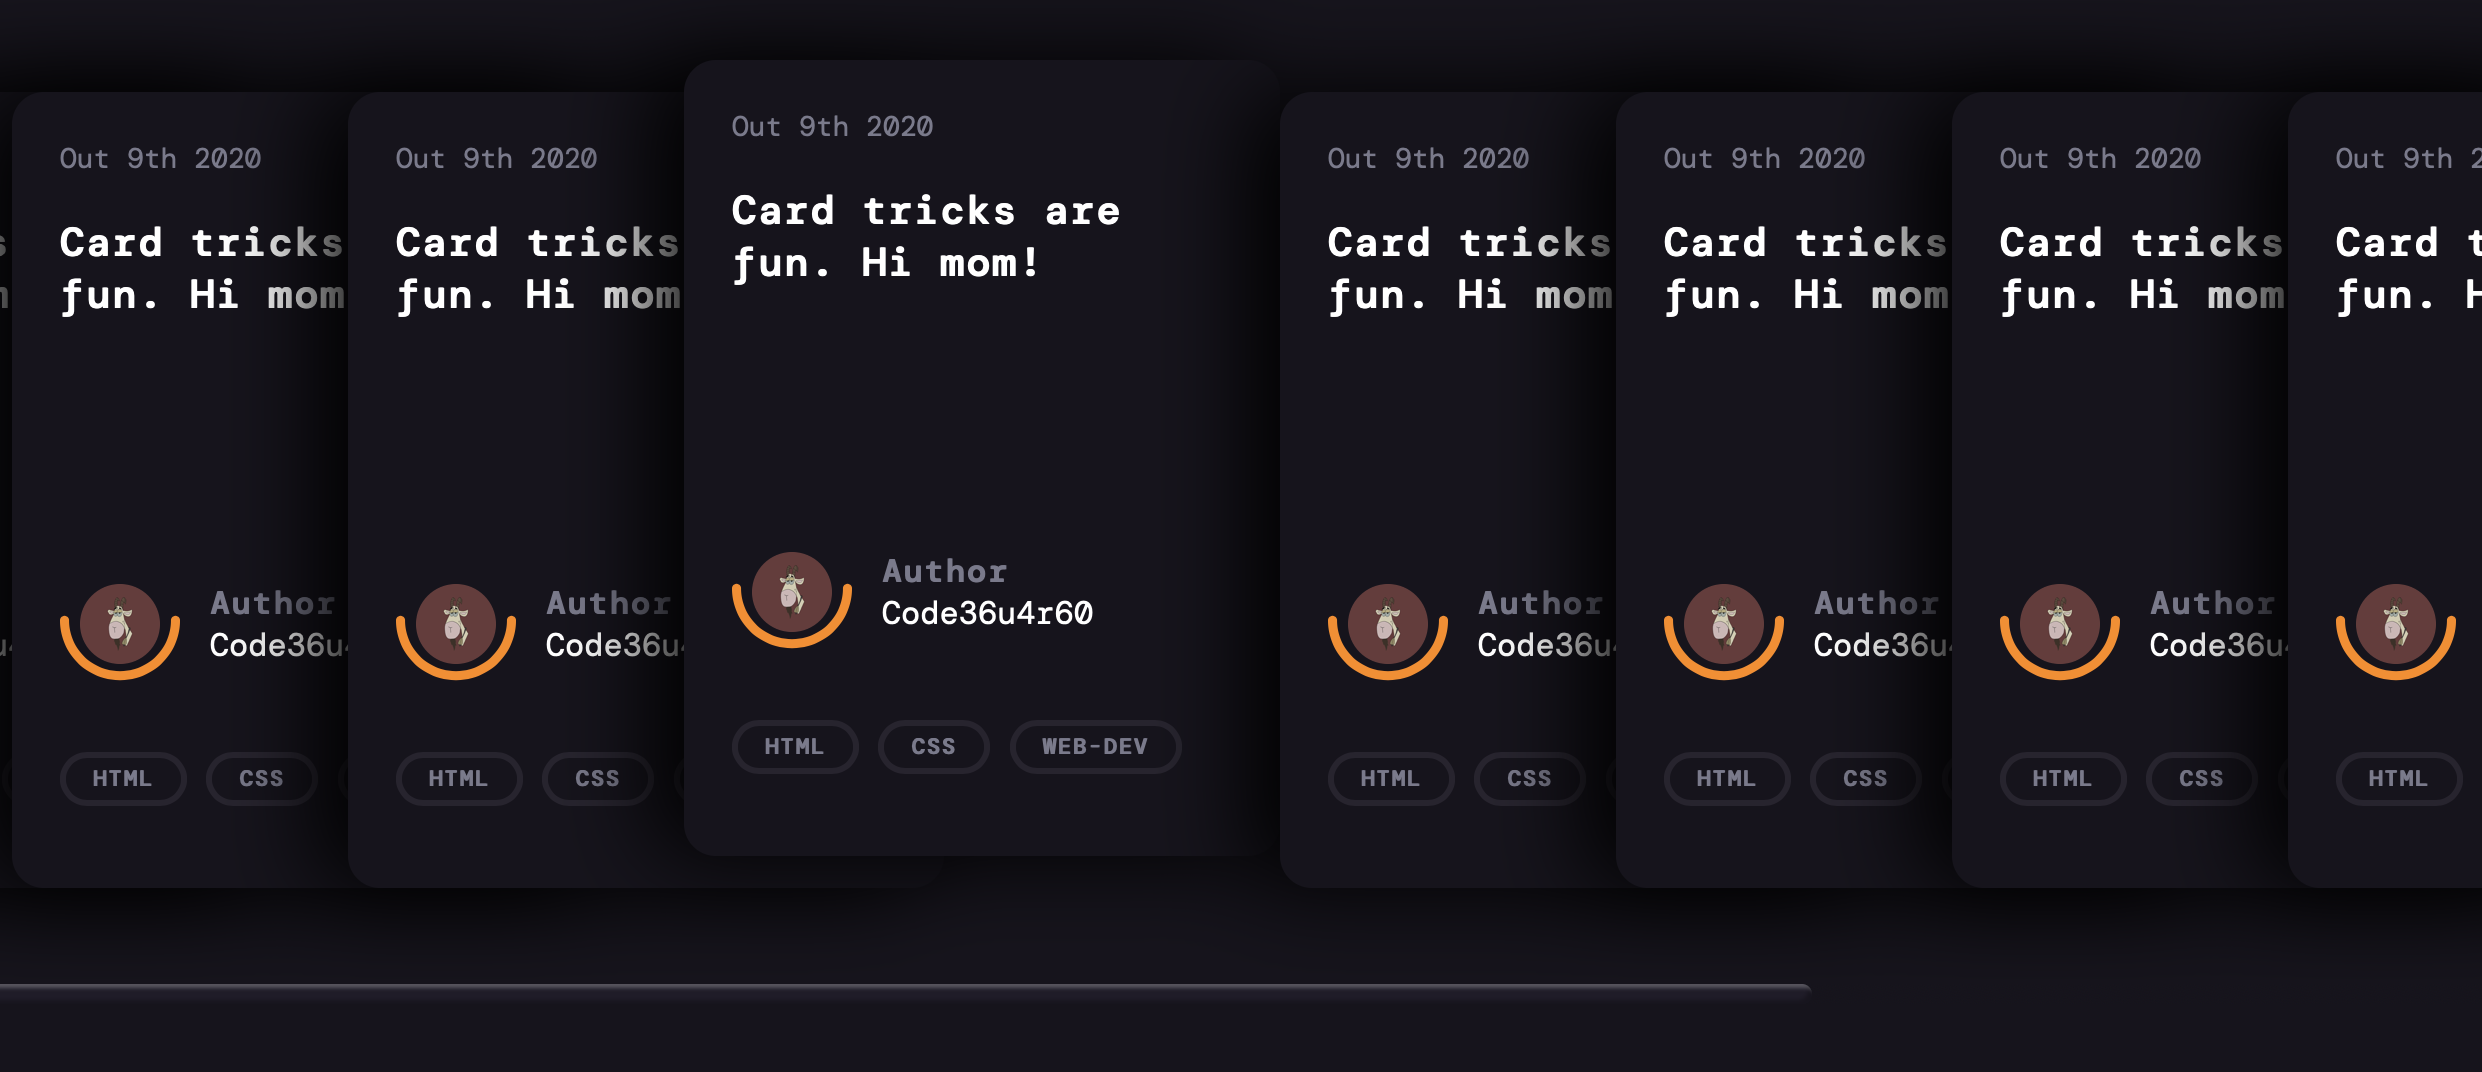 Out 9th 2020
Card tricks
fun. Hi mom
Author
Code36u
HTML
CSS
Out 9th 2020
Card tricks
fun. Hi mom
Author
Code36u
HTML
CSS
Out 9th 2020
Card tricks are
fun. Hi mom!
Author
Code36u4r60
HTML
CSS
WEB-DEV
Out 9th 2020
Card tricks
fun. Hi mom
Author
Code36u
HTML
CSS
Out 9th 2020
Card tricks
fun. Hi mom
Author
Code36u
HTML
CSS
Out 9th 2020
Card tricks
fun. Hi mom
Author
Code36u
HTML
CSS
Out 9th 2
Card t
fun. H
HTML